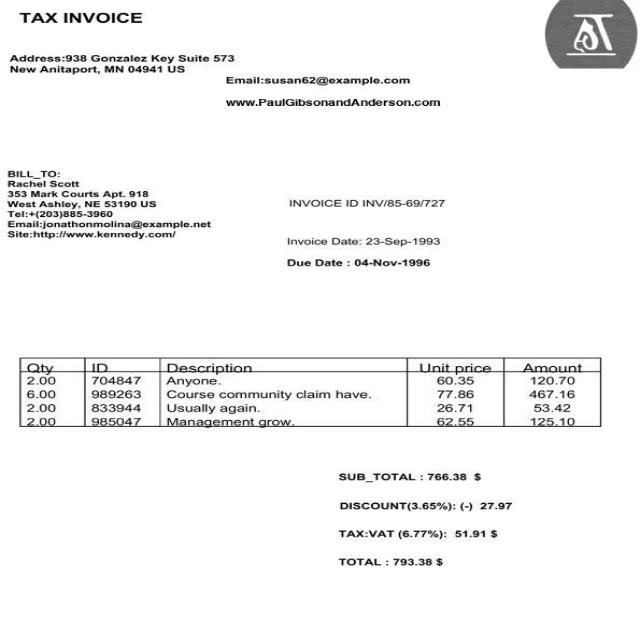 TAX INVOICE
Address:938 Gonzalez Key Suite 573
New Anitaport, MN 04941 US
Email:susan62@example.com
www.PaulGibsonandAnderson.com
BILL_TO:
Rachel Scott
353 Mark Courts Apt. 918
West Ashley, NE 53190 US
Tel:+(203)885-3960
Email:jonathonmolina@example.net
Site:http://www.kennedy.com/
INVOICE ID INV/85-69/727
Invoice Date: 23-Sep-1993
Due Date : 04-Nov-1996
Qty ID Description Unit price Amount
2.00 704847 Anyone. 60.35 120.70
6.00 989263 Course community claim have. 77.86 467.16
2.00 833944 Usually again. 26.71 53.42
2.00 985047 Management grow. 62.55 125.10
SUB_TOTAL : 766.38 $
DISCOUNT(3.65%): (-) 27.97
TAX:VAT (6.77%): 51.91 $
TOTAL : 793.38 $